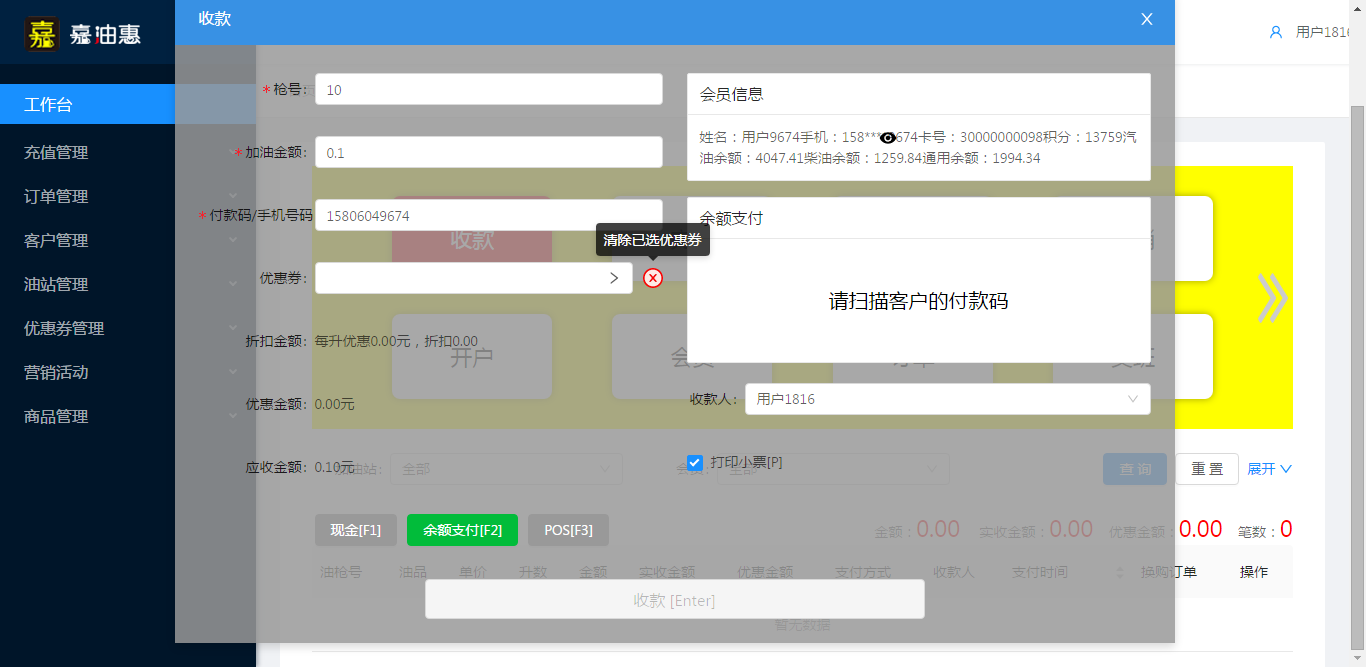 嘉 嘉油惠
收款
用户181
工作台
充值管理
订单管理
客户管理
油站管理
优惠券管理
营销活动
商品管理
*枪号: 10
*加油金额: 0.1
*付款码/手机号码 15806049674
清除已选优惠券
优惠券:
折扣金额: 每升优惠0.00元，折扣0.00
优惠金额: 0.00元
应收金额: 0.10元
会员信息
姓名：用户9674手机：158***674卡号：30000000098积分：13759汽
油余额：4047.41柴油余额：1259.84通用余额：1994.34
余额支付
请扫描客户的付款码
收款人: 用户1816
打印小票[P]
现金[F1] 余额支付[F2] POS[F3]
收款 [Enter]
收款
开户 会员 订单 交班
油站: 全部 全部
查询 重置 展开
金额：0.00 实收金额：0.00 优惠金额：0.00 笔数：0
油枪号 油品 单价 升数 金额 实收金额 优惠金额 支付方式 收款人 支付时间 换购订单 操作
暂无数据